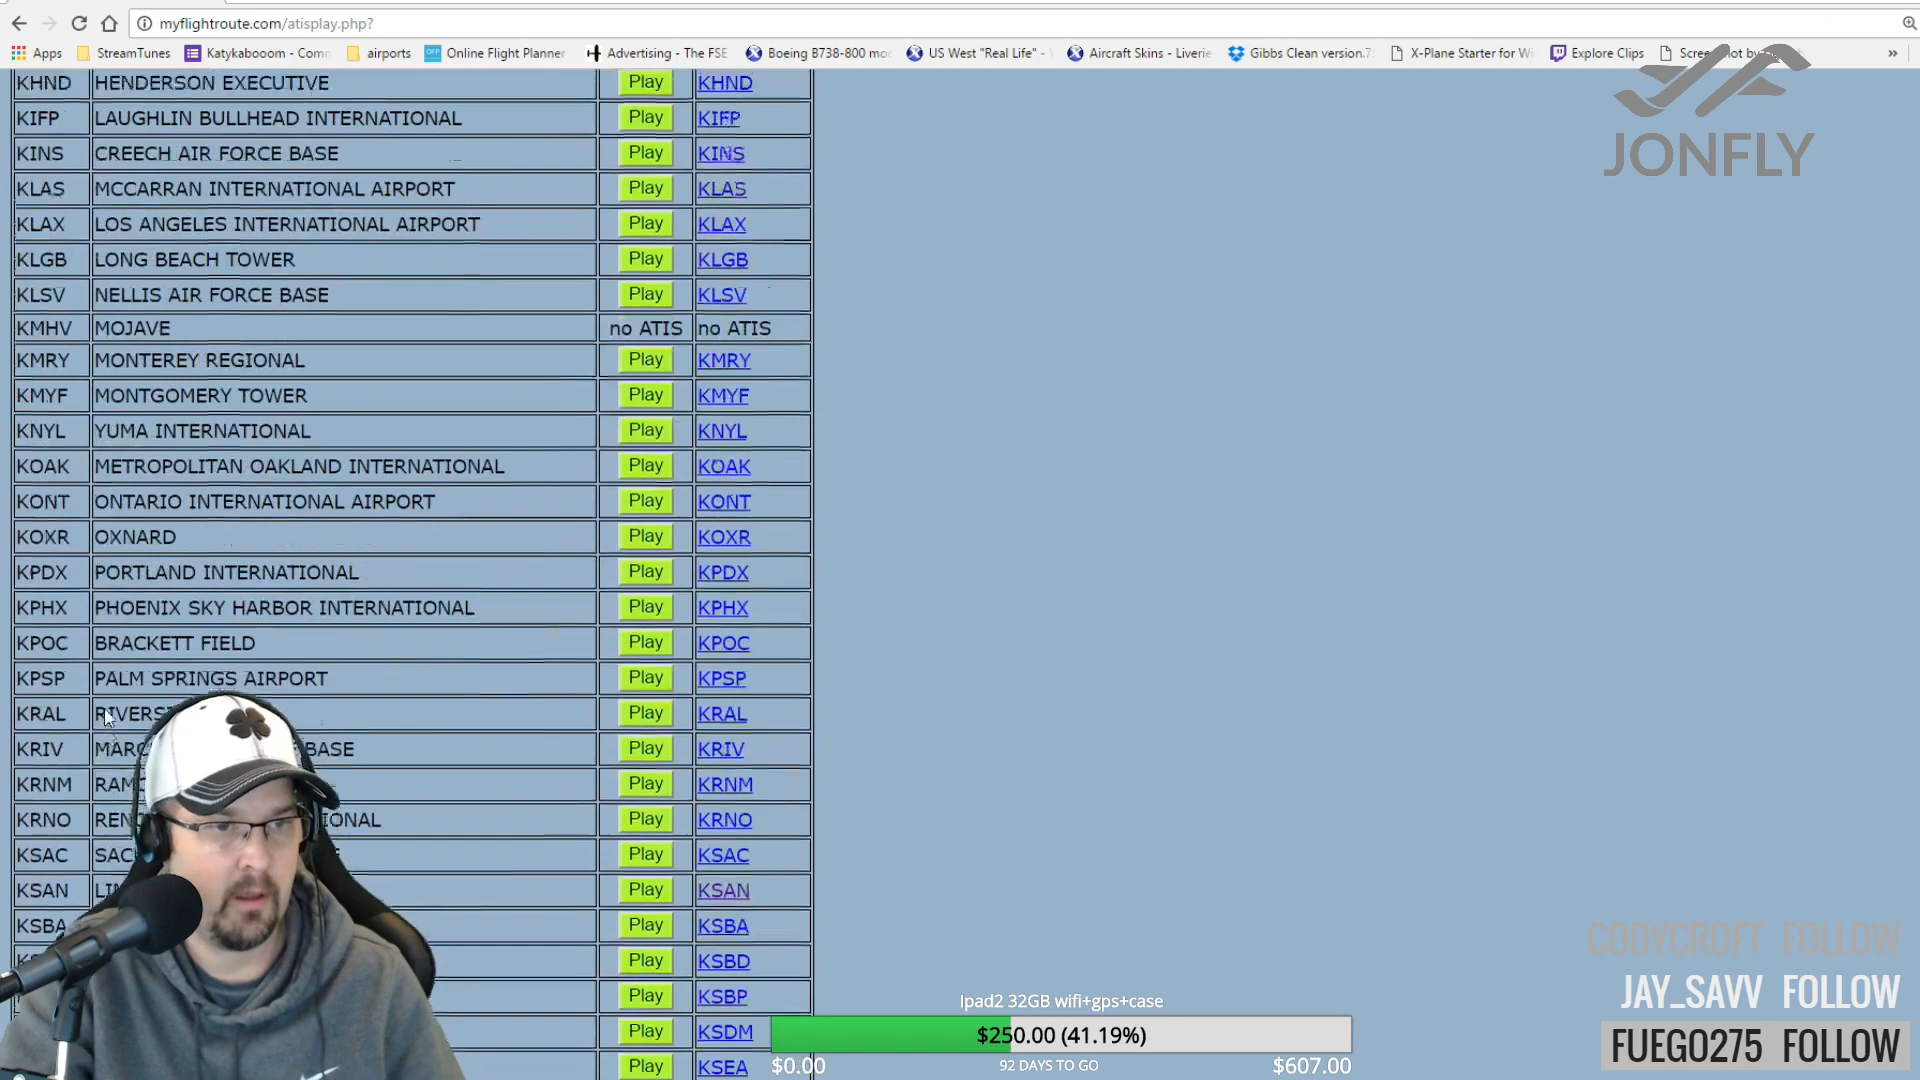 myflightroute.com/atisplay.php?
Apps StreamTunes Katykabooom - Comm airports Online Flight Planner Advertising - The FSE Boeing B738-800 mod US West "Real Life" - Aircraft Skins - Liverie Gibbs Clean version.7 X-Plane Starter for Wi Explore Clips »
JONFLY
KHND HENDERSON EXECUTIVE Play KHND
KIFP LAUGHLIN BULLHEAD INTERNATIONAL Play KIFP
KINS CREECH AIR FORCE BASE Play KINS
KLAS MCCARRAN INTERNATIONAL AIRPORT Play KLAS
KLAX LOS ANGELES INTERNATIONAL AIRPORT Play KLAX
KLGB LONG BEACH TOWER Play KLGB
KLSV NELLIS AIR FORCE BASE Play KLSV
KMHV MOJAVE no ATIS no ATIS
KMRY MONTEREY REGIONAL Play KMRY
KMYF MONTGOMERY TOWER Play KMYF
KNYL YUMA INTERNATIONAL Play KNYL
KOAK METROPOLITAN OAKLAND INTERNATIONAL Play KOAK
KONT ONTARIO INTERNATIONAL AIRPORT Play KONT
KOXR OXNARD Play KOXR
KPDX PORTLAND INTERNATIONAL Play KPDX
KPHX PHOENIX SKY HARBOR INTERNATIONAL Play KPHX
KPOC BRACKETT FIELD Play KPOC
KPSP PALM SPRINGS AIRPORT Play KPSP
KRAL Play KRAL
KRIV BASE Play KRIV
KRNM Play KRNM
KRNO Play KRNO
KSAC Play KSAC
KSAN Play KSAN
KSBA Play KSBA
Play KSBD
Play KSBP
Play KSDM
Play KSEA
CODYCROFT FOLLOW
JAY_SAVV FOLLOW
FUEGO275 FOLLOW
Ipad2 32GB wifi+gps+case
$250.00 (41.19%)
$0.00 92 DAYS TO GO $607.00